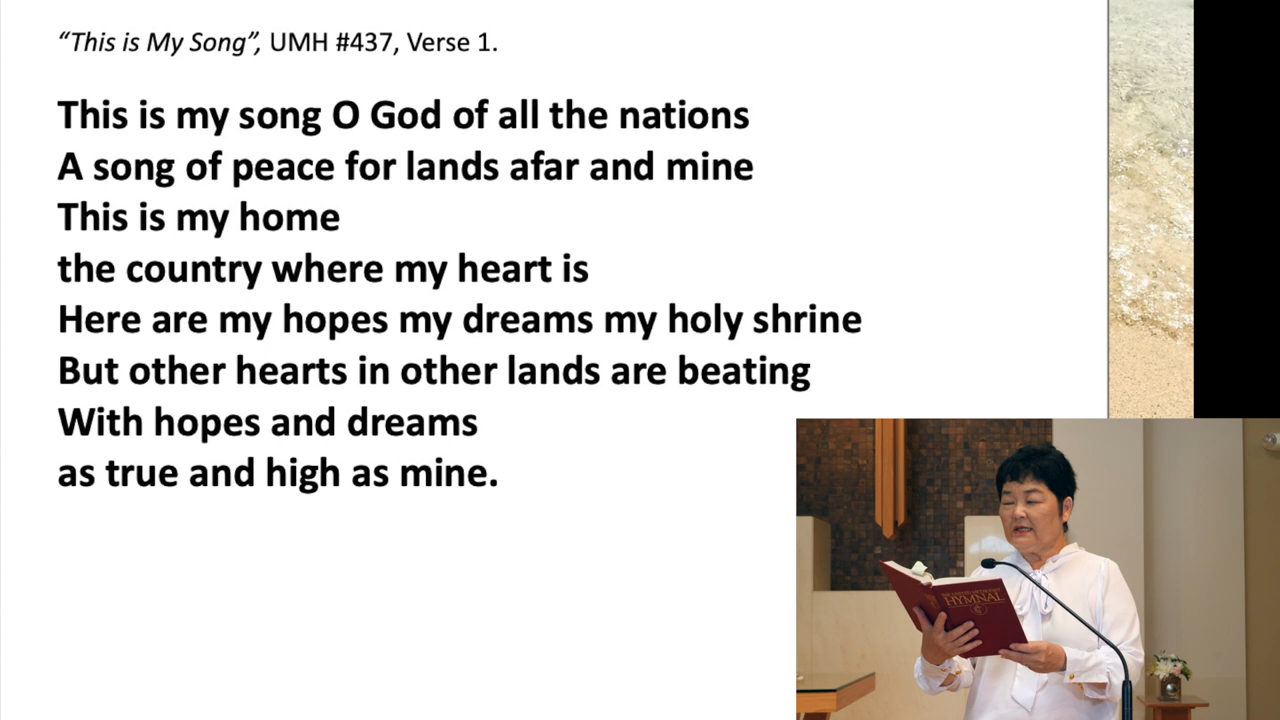 “This is My Song”, UMH #437, Verse 1.
This is my song O God of all the nations
A song of peace for lands afar and mine
This is my home
the country where my heart is
Here are my hopes my dreams my holy shrine
But other hearts in other lands are beating
With hopes and dreams
as true and high as mine.
THE UNITED METHODIST
HYMNAL